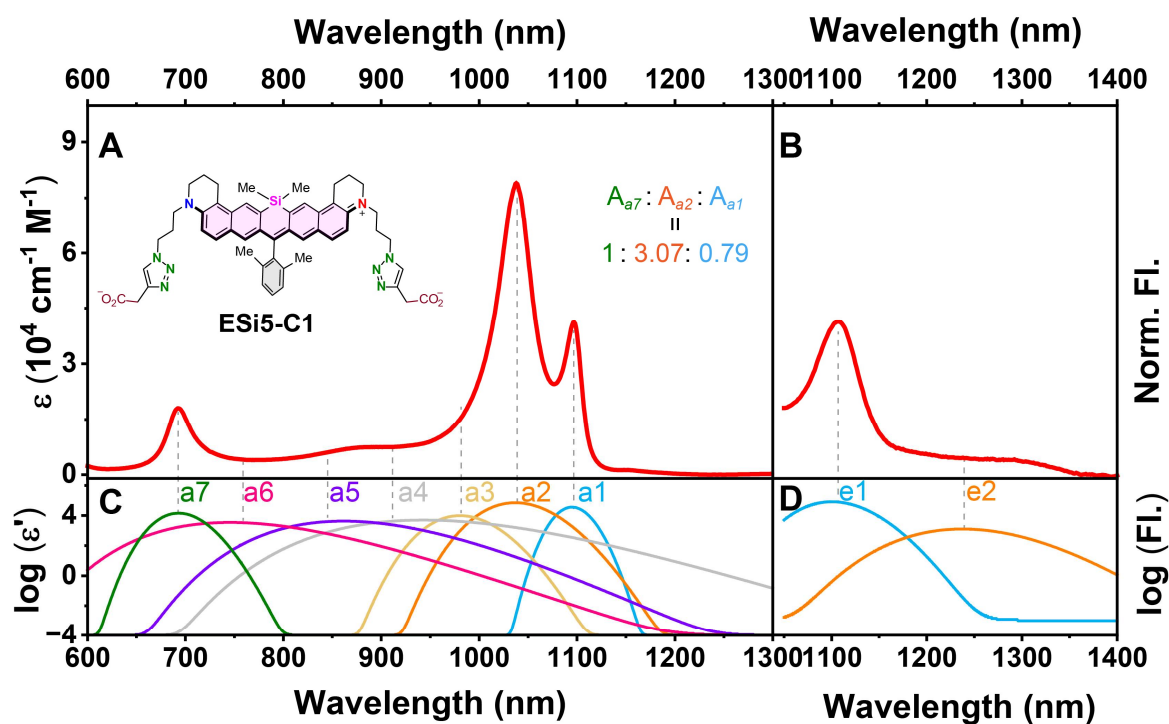 Wavelength (nm)
Wavelength (nm)
600 700 800 900 1000 1100 1200 1300
1100 1200 1300 1400
A
B
9
6
3
0
ε (10⁴ cm⁻¹ M⁻¹)
Me Me
Si
N
N
+
Me Me
N
N
N
N
N
N
⁻O₂C
CO₂⁻
ESi5-C1
Aa7 : Aa2 : Aa1
=
1 : 3.07: 0.79
Norm. Fl.
C
a7 a6 a5 a4 a3 a2 a1
D
e1 e2
4
0
−4
log (ε')
log (Fl.)
600 700 800 900 1000 1100 1200 1300
1100 1200 1300 1400
Wavelength (nm)
Wavelength (nm)